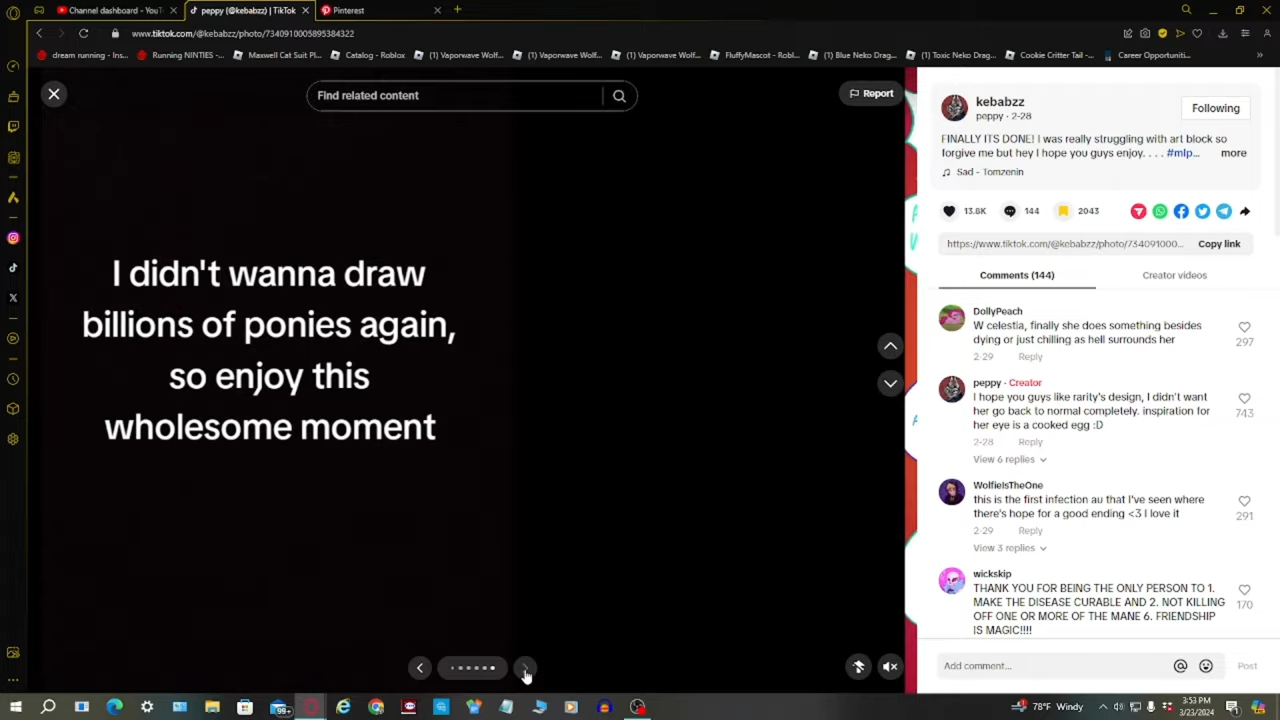 Channel dashboard - YouT
peppy (@kebabzz) | TikTok
Pinterest
www.tiktok.com/@kebabzz/photo/7340910005895384322
dream running - Ins...
Running NINTIES -...
Maxwell Cat Suit Pl...
Catalog - Roblox
(1) Vaporwave Wolf...
(1) Vaporwave Wolf...
(1) Vaporwave Wolf...
FluffyMascot - Robl...
(1) Blue Neko Drag...
(1) Toxic Neko Drag...
Cookie Critter Tail -...
Career Opportuniti...
Find related content
Report
I didn't wanna draw
billions of ponies again,
so enjoy this
wholesome moment
kebabzz
peppy · 2-28
Following
FINALLY ITS DONE! I was really struggling with art block so
forgive me but hey I hope you guys enjoy. . . . #mlp...
more
Sad - Tomzenin
13.8K
144
2043
https://www.tiktok.com/@kebabzz/photo/734091000...
Copy link
Comments (144)
Creator videos
DollyPeach
W celestia, finally she does something besides
dying or just chilling as hell surrounds her
2-29 Reply
297
peppy · Creator
I hope you guys like rarity's design, I didn't want
her go back to normal completely. inspiration for
her eye is a cooked egg :D
2-28 Reply
743
View 6 replies
WolfieIsTheOne
this is the first infection au that I've seen where
there's hope for a good ending <3 I love it
2-29 Reply
291
View 3 replies
wickskip
THANK YOU FOR BEING THE ONLY PERSON TO 1.
MAKE THE DISEASE CURABLE AND 2. NOT KILLING
OFF ONE OR MORE OF THE MANE 6. FRIENDSHIP
IS MAGIC!!!!
170
Add comment...
Post
99+
78°F Windy
3:53 PM
3/23/2024